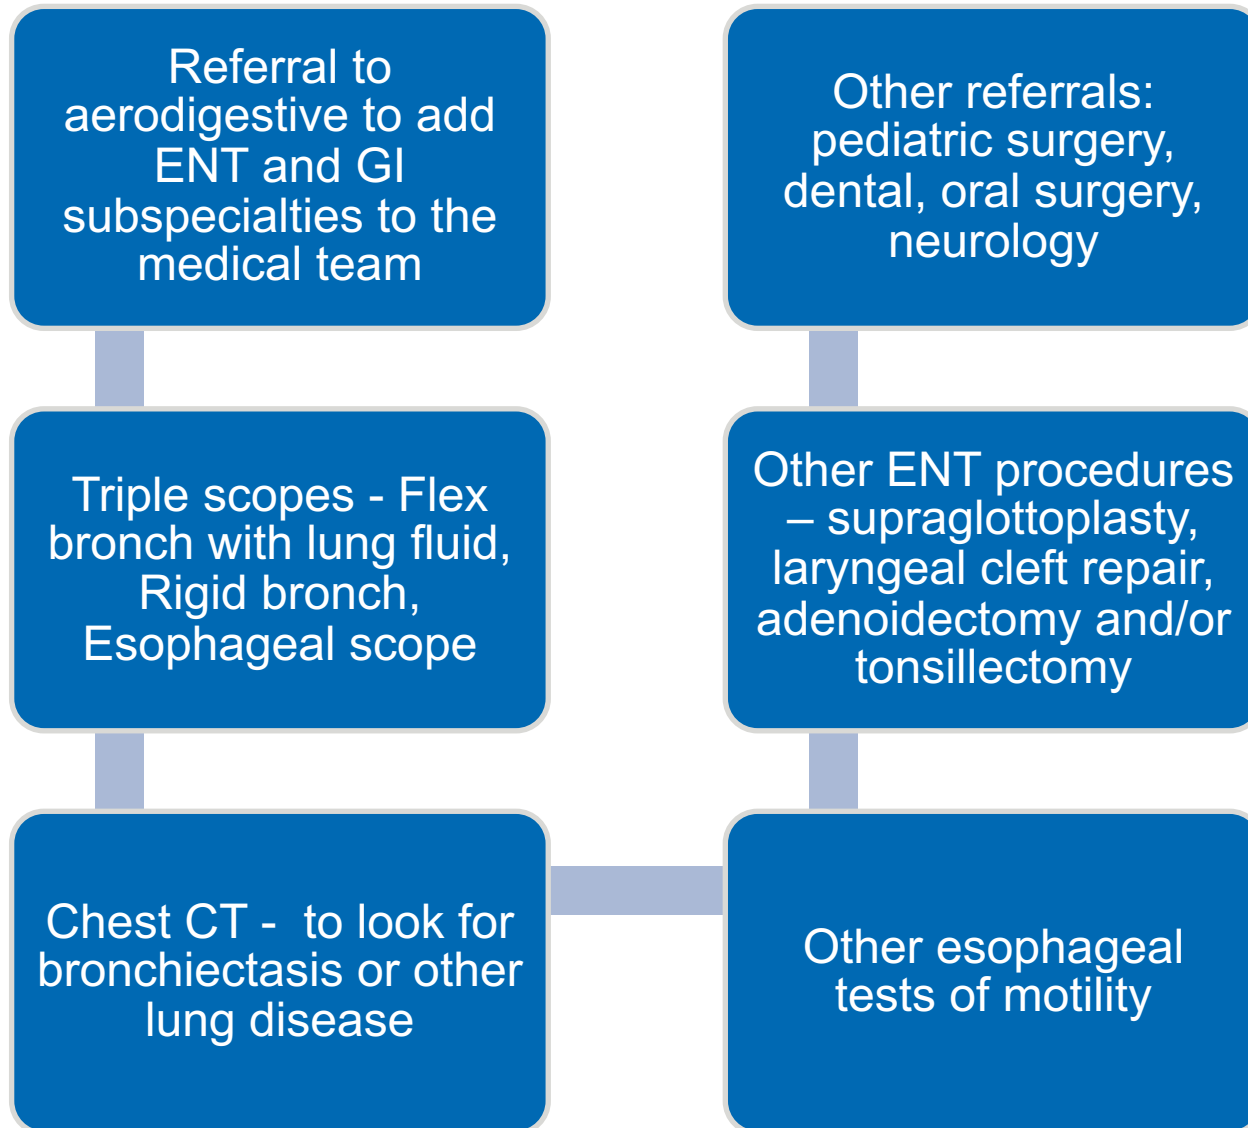 Referral to
aerodigestive to add
ENT and GI
subspecialties to the
medical team
Triple scopes - Flex
bronch with lung fluid,
Rigid bronch,
Esophageal scope
Chest CT -  to look for
bronchiectasis or other
lung disease
Other esophageal
tests of motility
Other ENT procedures
– supraglottoplasty,
laryngeal cleft repair,
adenoidectomy and/or
tonsillectomy
Other referrals:
pediatric surgery,
dental, oral surgery,
neurology